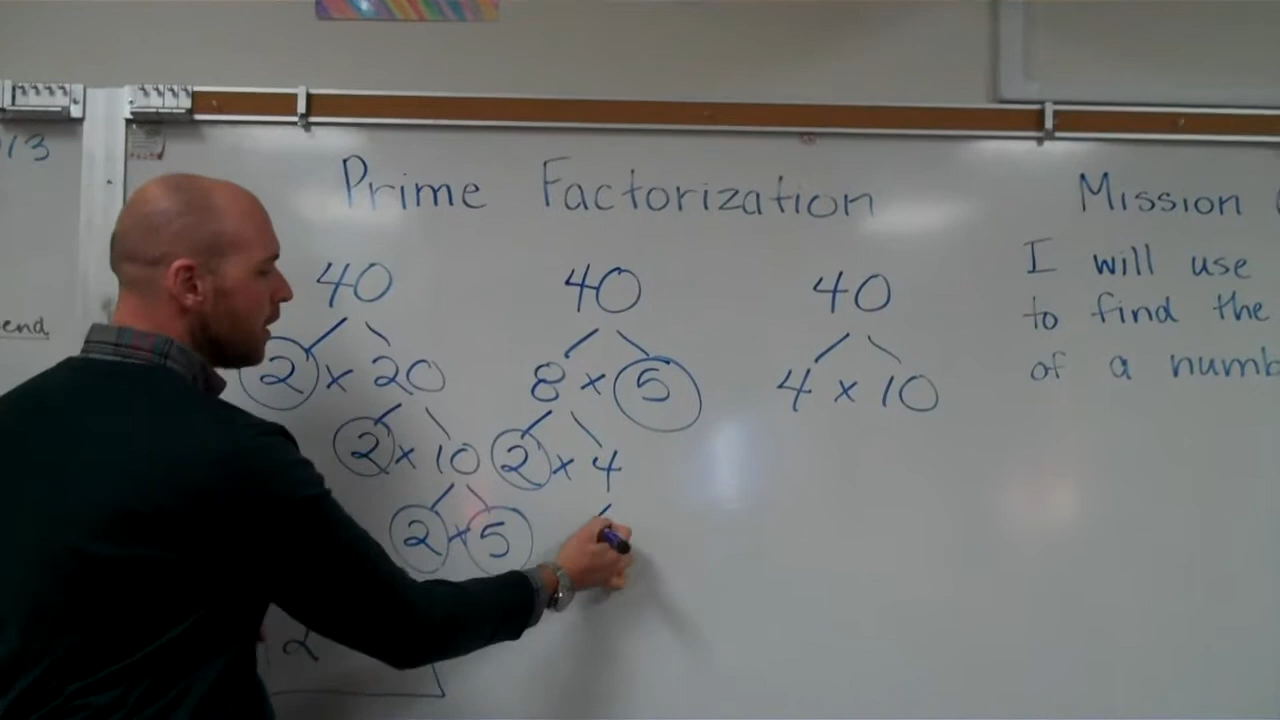 13
Prime Factorization
Mission
I will use
to find the
of a numb
end
40
2 x 20
2 x 10
2 x 5
40
8 x 5
2 x 4
40
4 x 10
2